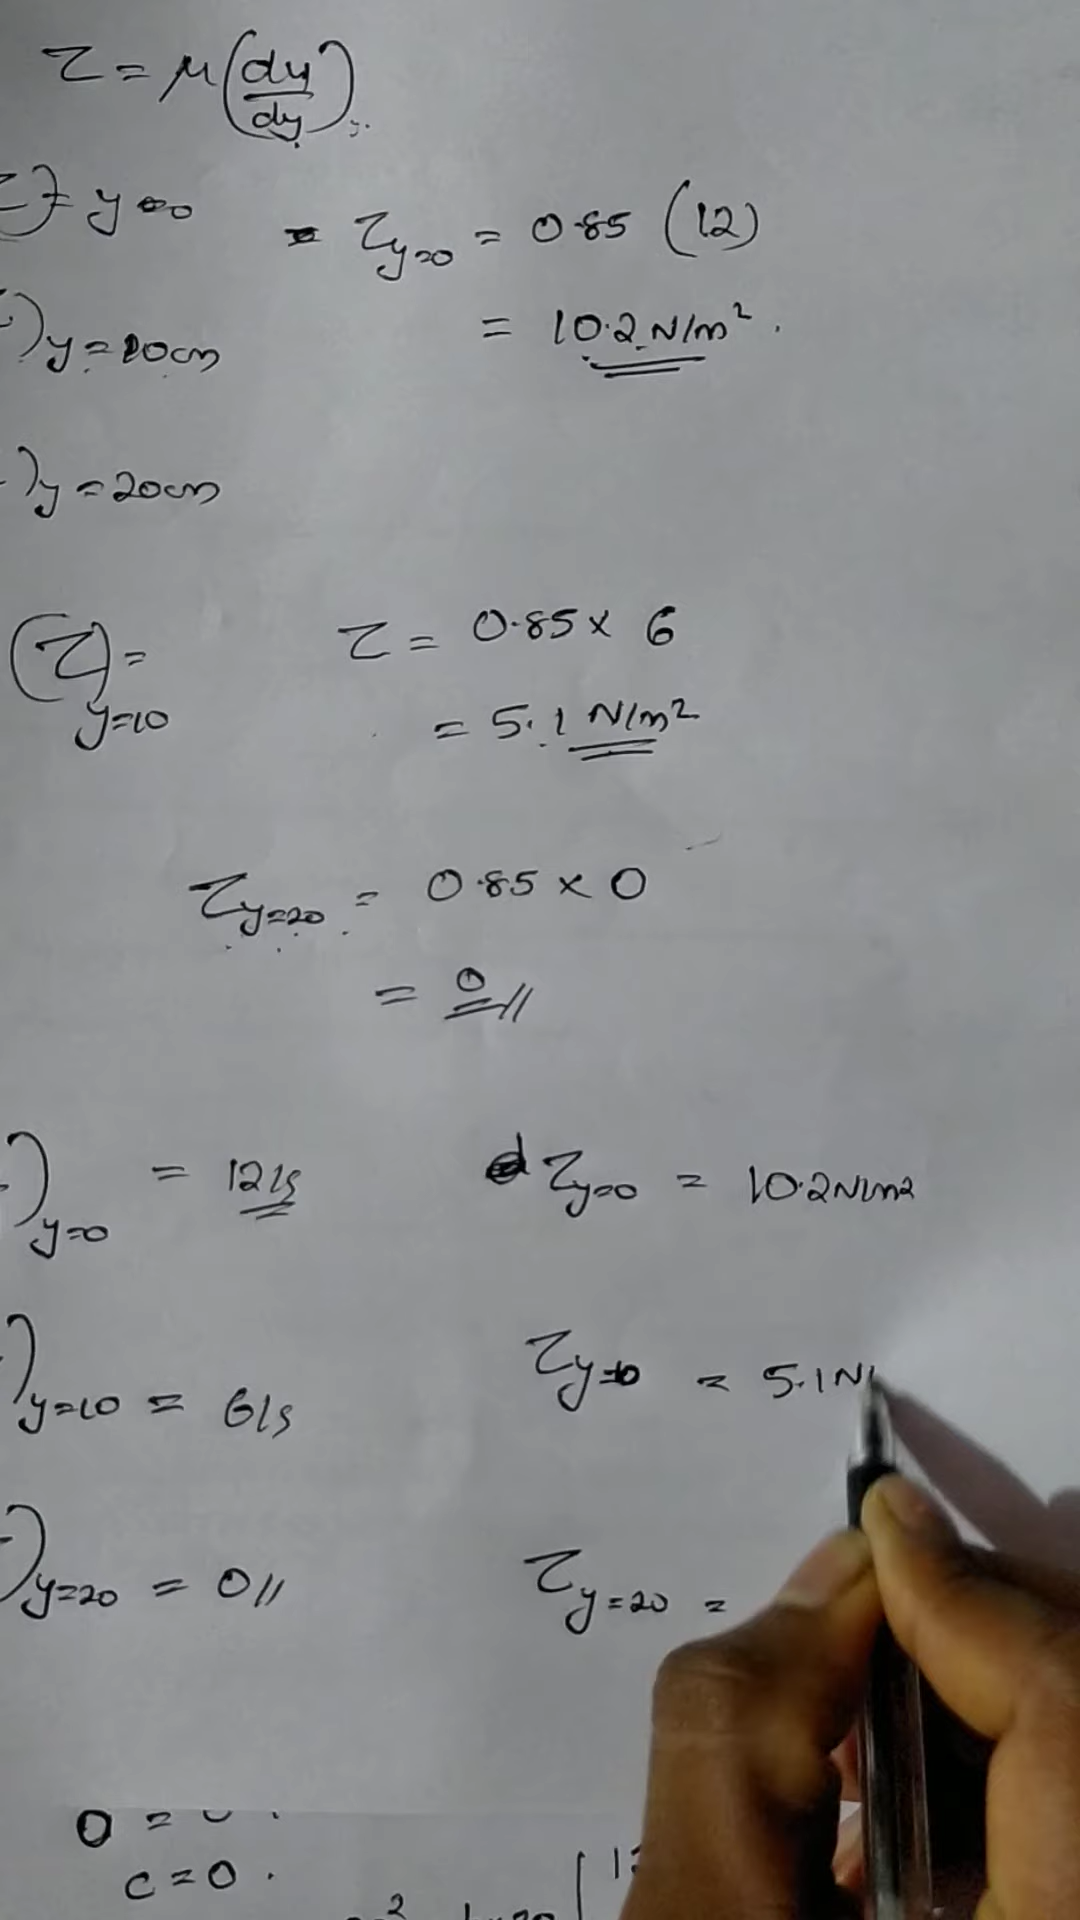 τ = μ(du/dy)
y=0
τy=0 = 0.85 (12)
= 10.2 N/m².
)y=10cm
)y=20cm
(τ)y=10 =
τ = 0.85 × 6
= 5.1 N/m²
τy=20 = 0.85 × 0
= 0//
)y=0 = 12/s
τy=0 = 10.2 N/m2
)y=10 = 6/s
τy=10 = 5.1 N/
)y=20 = 0//
τy=20 =
0 =
c = 0.